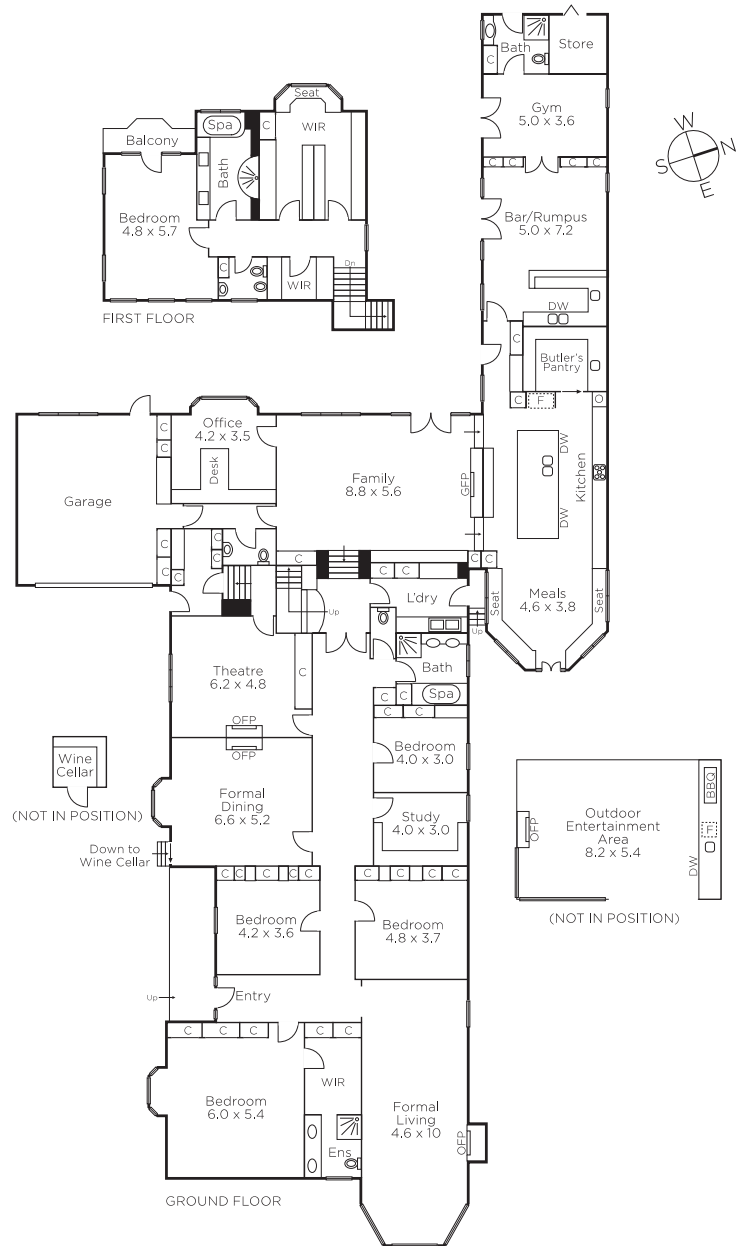 Bath
Store
C
Gym
5.0 x 3.6
C
C
C
C
Bar/Rumpus
5.0 x 7.2
DW
C
Butler's
Pantry
C
F
O
W
S
N
E
Seat
Spa
C
WIR
Balcony
Bath
Bedroom
4.8 x 5.7
Dn
C
WIR
FIRST FLOOR
Office
4.2 x 3.5
Desk
C
C
Garage
Family
8.8 x 5.6
GFP
DW
DW
Kitchen
C
C
C
C
C
C
C
C
C
C
Seat
Meals
4.6 x 3.8
Seat
Up
L'dry
Up
Theatre
6.2 x 4.8
C
Bath
C
C
Spa
OFP
OFP
C
C
Bedroom
4.0 x 3.0
Wine
Cellar
(NOT IN POSITION)
Formal
Dining
6.6 x 5.2
Study
4.0 x 3.0
Down to
Wine Cellar
OFP
Outdoor
Entertainment
Area
8.2 x 5.4
BBQ
F
DW
(NOT IN POSITION)
C
C
C
C
C
C
C
C
C
Bedroom
4.2 x 3.6
Bedroom
4.8 x 3.7
Up
Entry
C
C
C
C
C
Bedroom
6.0 x 5.4
WIR
Ens
Formal
Living
4.6 x 10
OFP
GROUND FLOOR